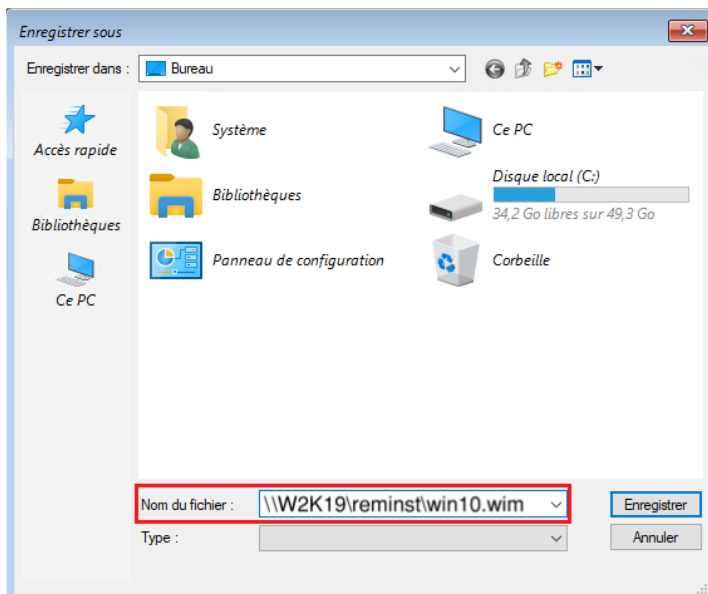 Enregistrer sous
Enregistrer dans :
Bureau
Accès rapide
Bibliothèques
Ce PC
Système
Ce PC
Bibliothèques
Disque local (C:)
34,2 Go libres sur 49,3 Go
Panneau de configuration
Corbeille
Nom du fichier :
\\W2K19\reminst\win10.wim
Enregistrer
Type :
Annuler